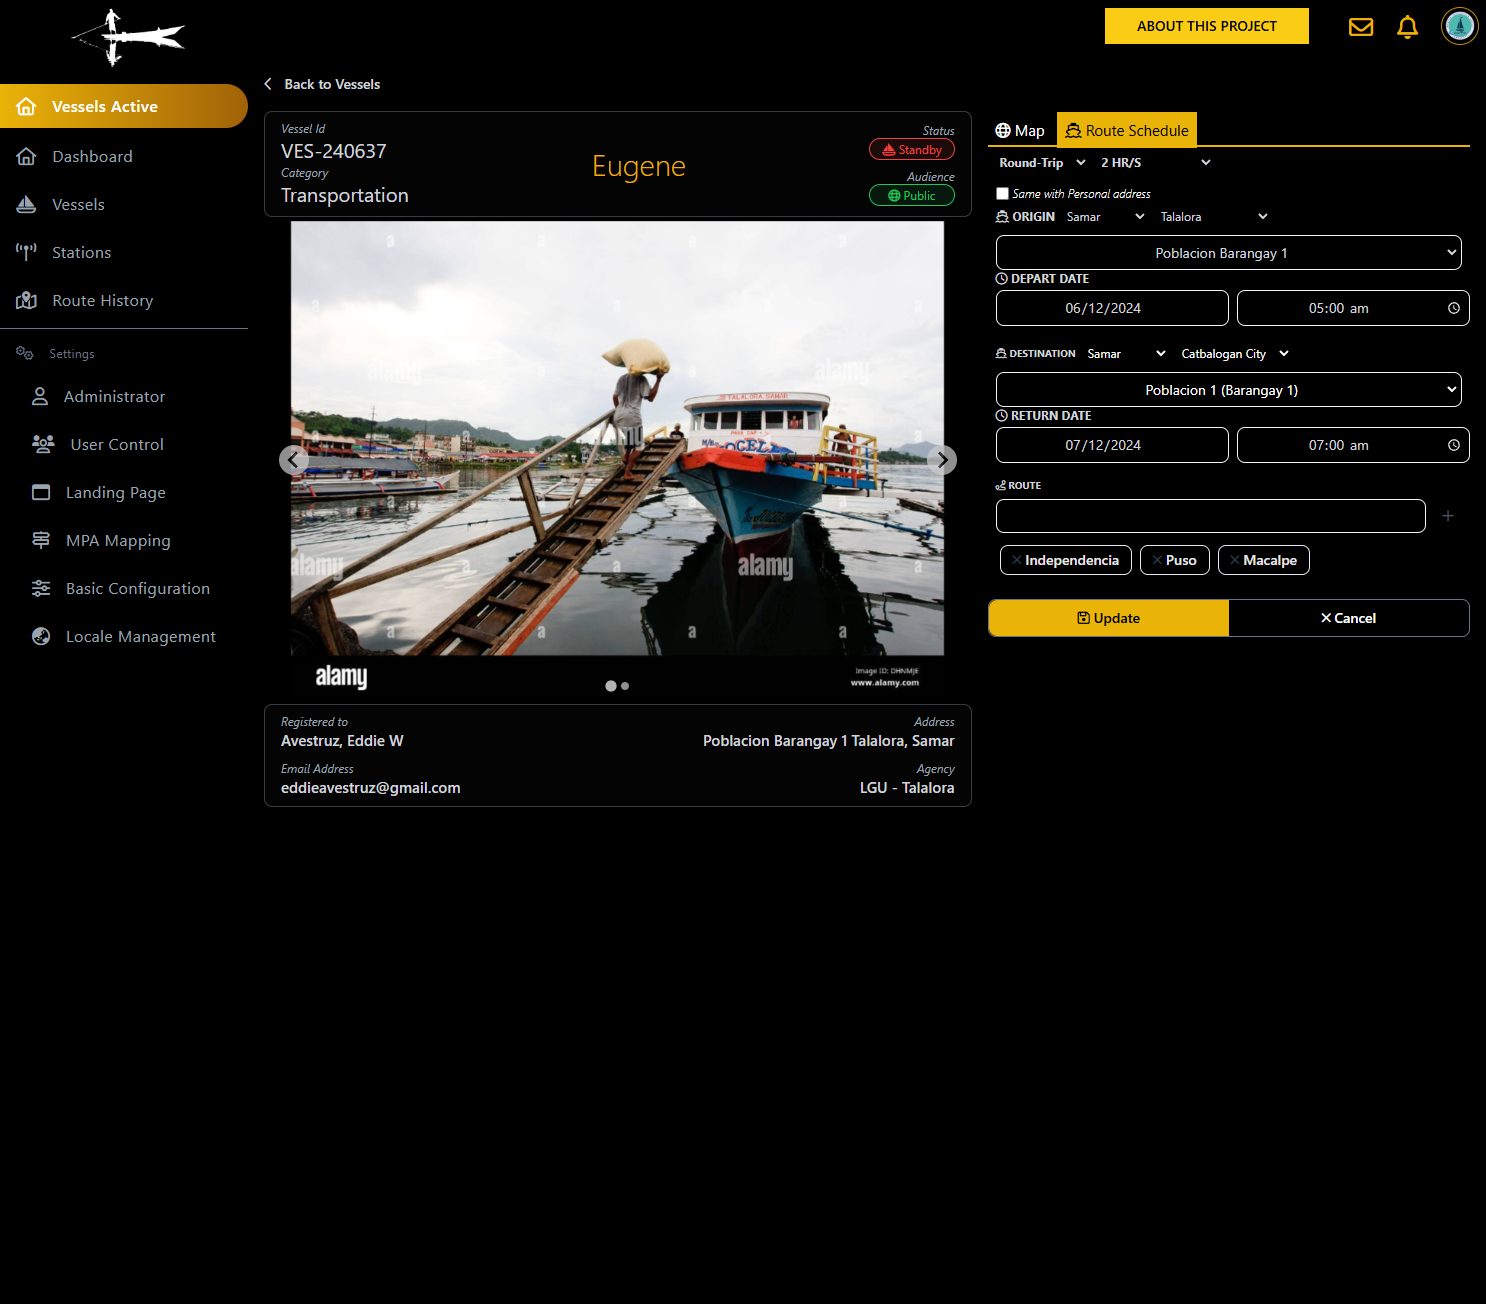 ABOUT THIS PROJECT
Vessels Active
Dashboard
Vessels
Stations
Route History
Settings
Administrator
User Control
Landing Page
MPA Mapping
Basic Configuration
Locale Management
Back to Vessels
Vessel Id
VES-240637
Category
Transportation
Eugene
Status
Standby
Audience
Public
TALALORA SAMAR
alamy
alamy
alamy
Image ID: DHNMJE
www.alamy.com
Registered to
Avestruz, Eddie W
Address
Poblacion Barangay 1 Talalora, Samar
Email Address
eddieavestruz@gmail.com
Agency
LGU - Talalora
Map
Route Schedule
Round-Trip
2 HR/S
Same with Personal address
ORIGIN Samar Talalora
Poblacion Barangay 1
DEPART DATE
06/12/2024
05:00 am
DESTINATION Samar Catbalogan City
Poblacion 1 (Barangay 1)
RETURN DATE
07/12/2024
07:00 am
ROUTE
Independencia
Puso
Macalpe
Update
Cancel